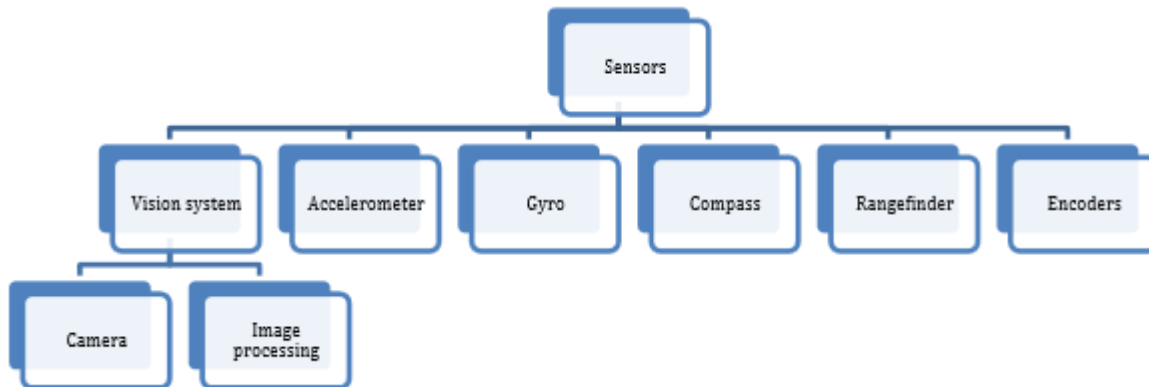 Sensors
Vision system
Accelerometer
Gyro
Compass
Rangefinder
Encoders
Camera
Image
processing